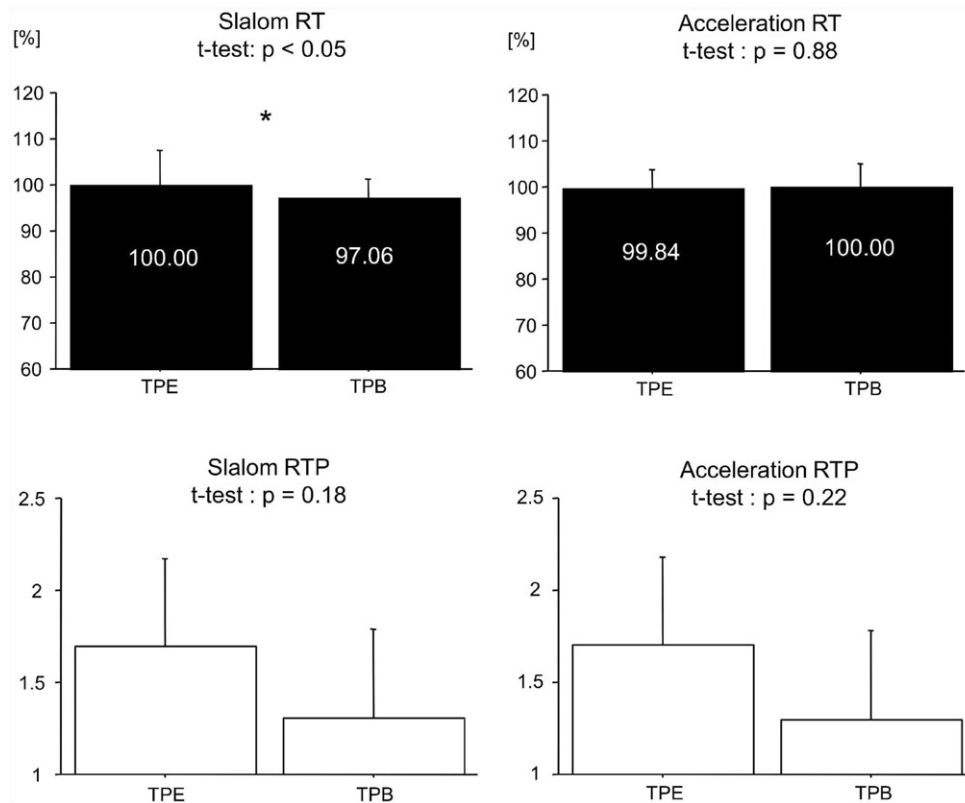 Slalom RT
[%]
t-test: p < 0.05
120
*
110
100
90
100.00
97.06
80
70
60
TPE
TPB
Acceleration RT
[%]
t-test : p = 0.88
120
110
100
90
99.84
100.00
80
70
60
TPE
TPB
Slalom RTP
t-test : p = 0.18
2.5
2
1.5
1
TPE
TPB
Acceleration RTP
t-test : p = 0.22
2.5
2
1.5
1
TPE
TPB